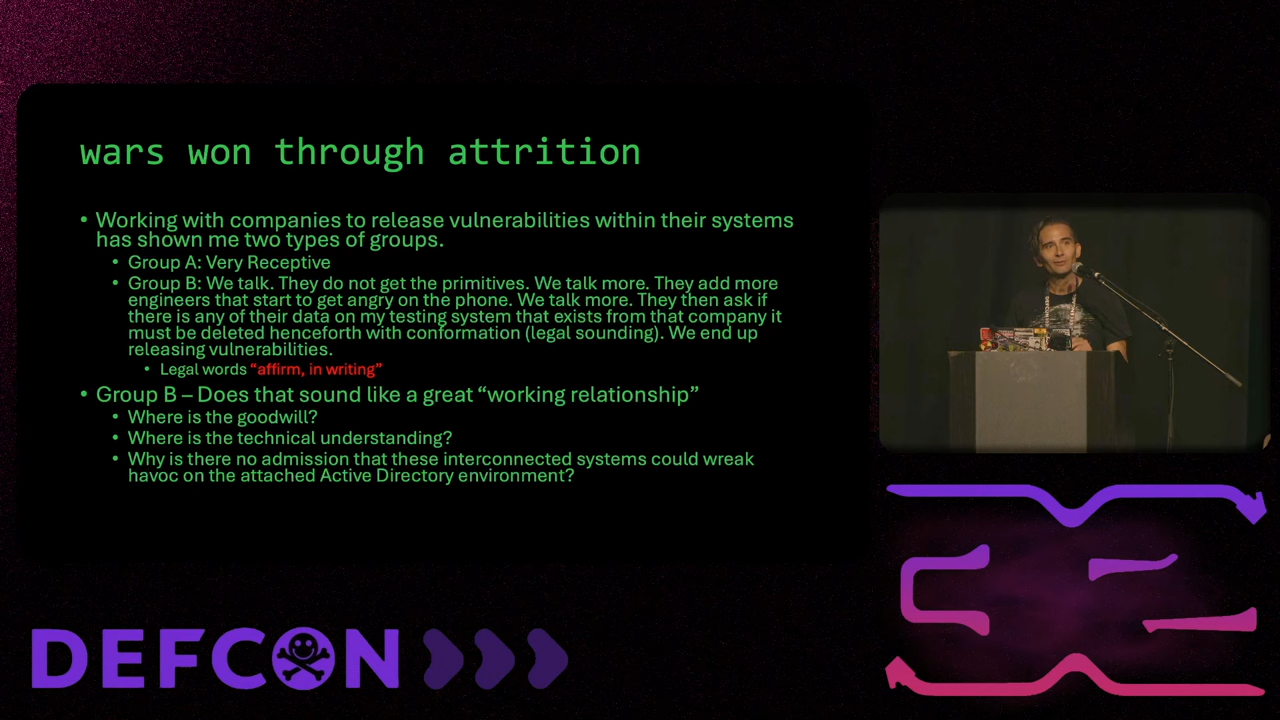 wars won through attrition
• Working with companies to release vulnerabilities within their systems
has shown me two types of groups.
• Group A: Very Receptive
• Group B: We talk. They do not get the primitives. We talk more. They add more
engineers that start to get angry on the phone. We talk more. They then ask if
there is any of their data on my testing system that exists from that company it
must be deleted henceforth with conformation (legal sounding). We end up
releasing vulnerabilities.
• Legal words “affirm, in writing”
• Group B – Does that sound like a great “working relationship”
• Where is the goodwill?
• Where is the technical understanding?
• Why is there no admission that these interconnected systems could wreak
havoc on the attached Active Directory environment?
DEFCON